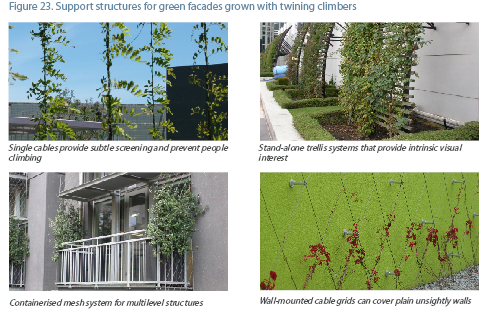 Figure 23. Support structures for green facades grown with twining climbers
Single cables provide subtle screening and prevent people
climbing
Stand-alone trellis systems that provide intrinsic visual
interest
Containerised mesh system for multilevel structures
Wall-mounted cable grids can cover plain unsightly walls